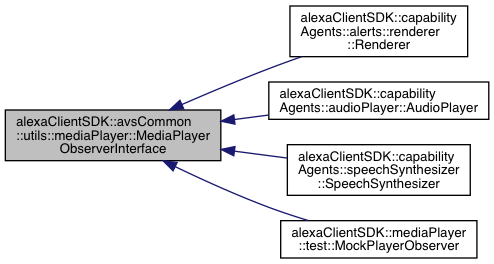 alexaClientSDK::capability
Agents::alerts::renderer
::Renderer
alexaClientSDK::capability
Agents::audioPlayer::AudioPlayer
alexaClientSDK::avsCommon
::utils::mediaPlayer::MediaPlayer
ObserverInterface
alexaClientSDK::capability
Agents::speechSynthesizer
::SpeechSynthesizer
alexaClientSDK::mediaPlayer
::test::MockPlayerObserver